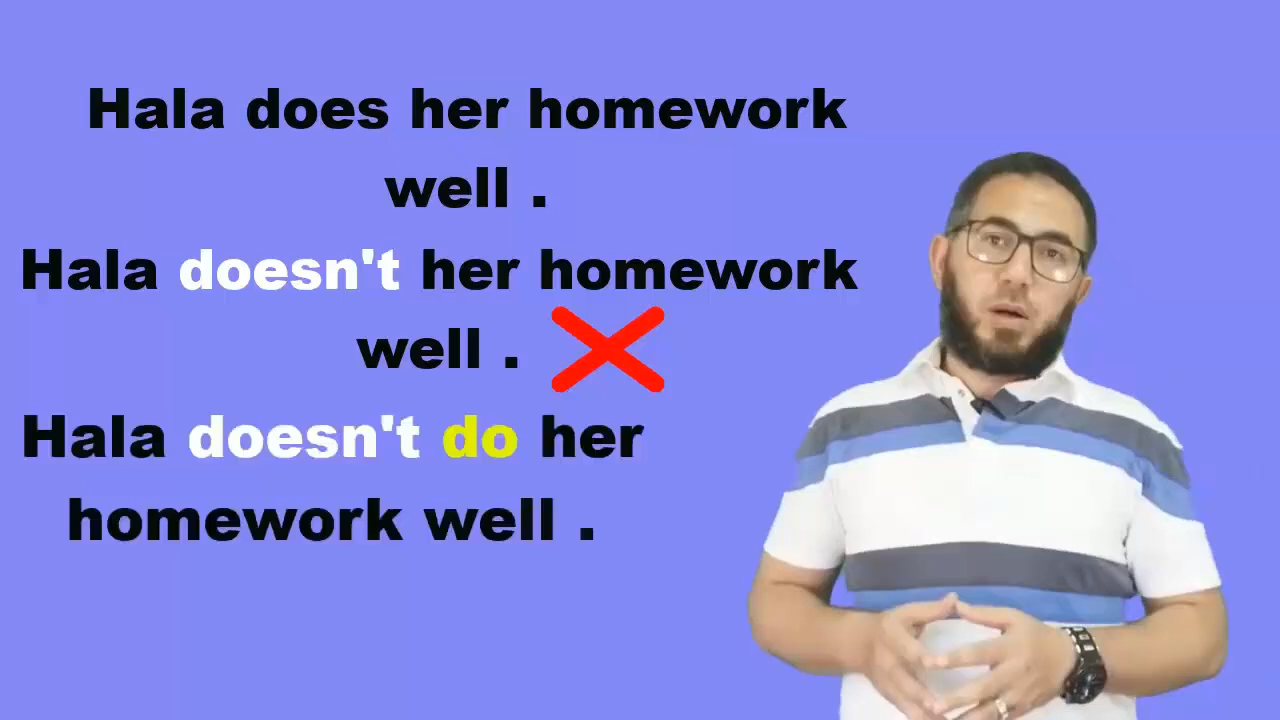 Hala does her homework
well .
Hala doesn't her homework
well .
Hala doesn't do her
homework well .